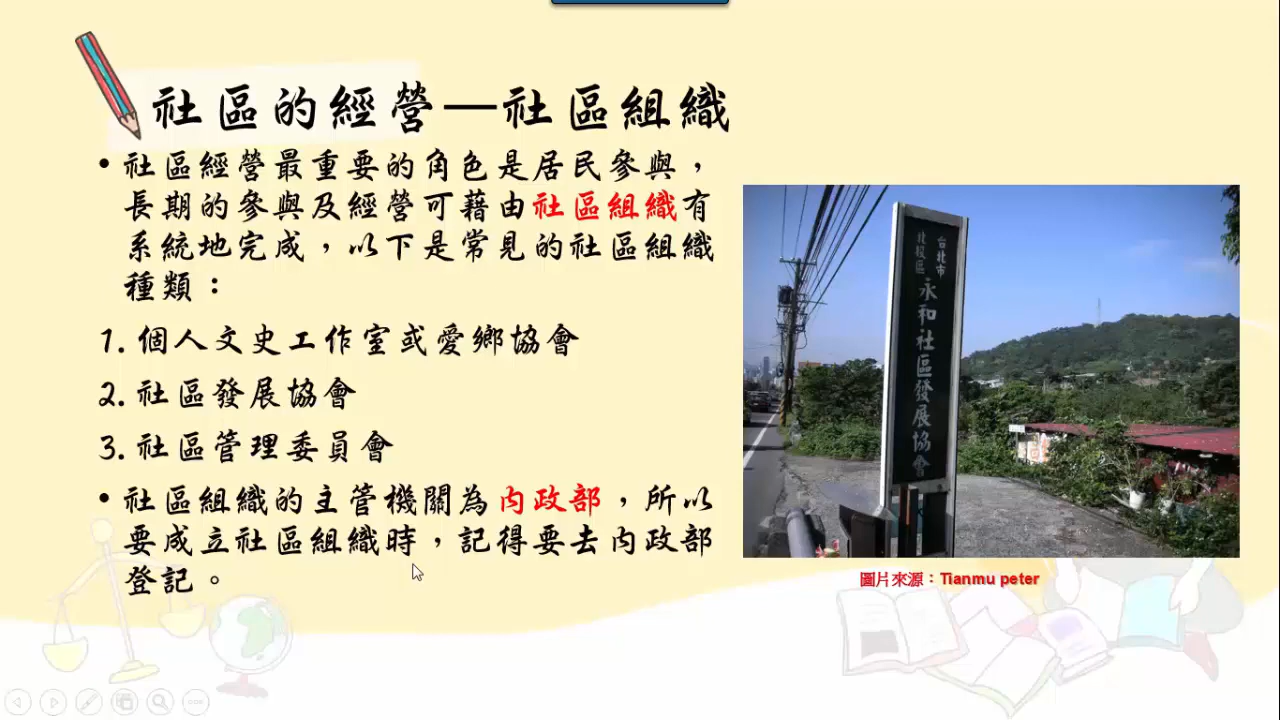 社區的經營—社區組織
• 社區經營最重要的角色是居民參與，
長期的參與及經營可藉由社區組織有
系統地完成，以下是常見的社區組織
種類：
1. 個人文史工作室或愛鄉協會
2. 社區發展協會
3. 社區管理委員會
• 社區組織的主管機關為內政部，所以
要成立社區組織時，記得要去內政部
登記。
台北市
北投區
永和社區發展協會
圖片來源：Tianmu peter